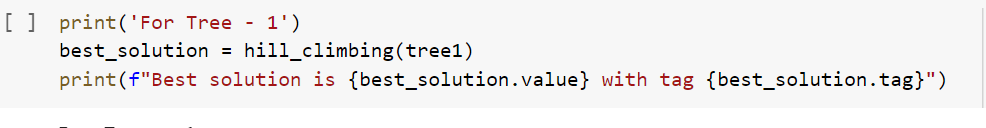 [ ] print('For Tree - 1')
best_solution = hill_climbing(tree1)
print(f"Best solution is {best_solution.value} with tag {best_solution.tag}")